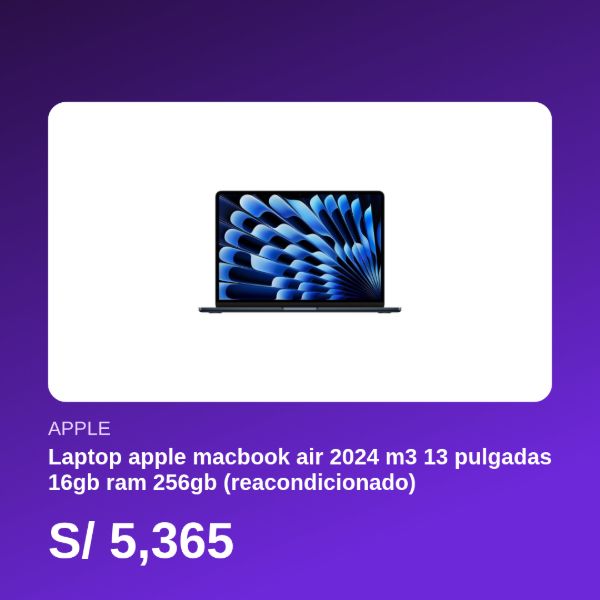 APPLE
Laptop apple macbook air 2024 m3 13 pulgadas
16gb ram 256gb (reacondicionado)
S/ 5,365